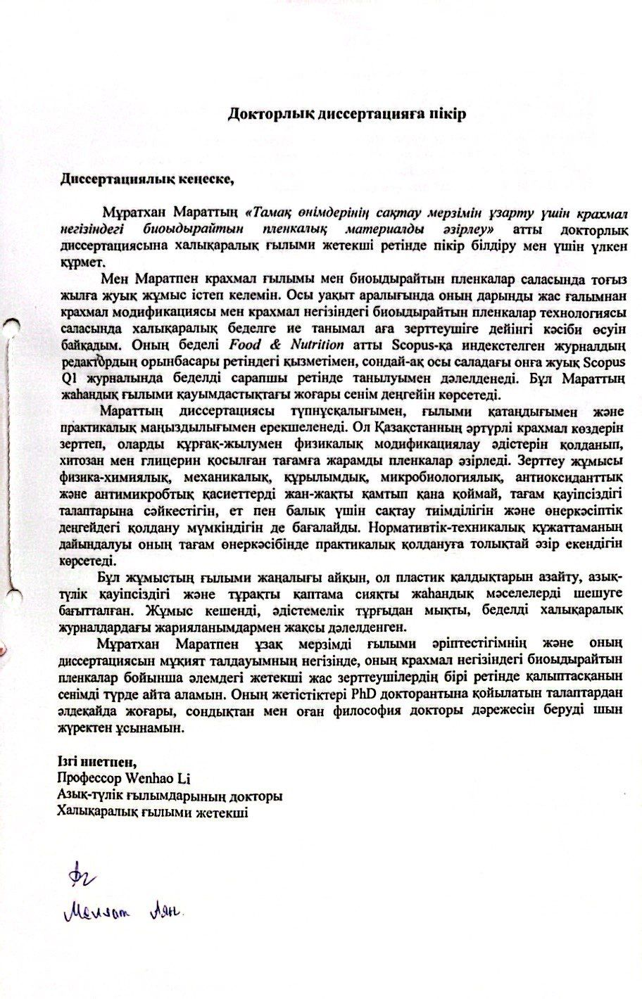 Докторлық диссертацияға пікір
Диссертациялық кеңеске,
Мұратхан Мараттың «Тамақ өнімдерінің сақтау мерзімін ұзарту үшін крахмал
негізіндегі биоыдырайтын пленкалық материалды әзірлеу» атты докторлық
диссертациясына халықаралық ғылыми жетекші ретінде пікір білдіру мен үшін үлкен
құрмет.
Мен Маратпен крахмал ғылымы мен биоыдырайтын пленкалар саласында тоғыз
жылға жуық жұмыс істеп келемін. Осы уақыт аралығында оның дарынды жас ғалымнан
крахмал модификациясы мен крахмал негізіндегі биоыдырайтын пленкалар технологиясы
саласында халықаралық беделге ие танымал аға зерттеушіге дейінгі кәсіби өсуін
байқадым. Оның беделі Food & Nutrition атты Scopus-қа индекстелген журналдың
редактордың орынбасары ретіндегі қызметімен, сондай-ақ осы саладағы онға жуық Scopus
Q1 журналында беделді сарапшы ретінде танылуымен дәлелденеді. Бұл Мараттың
жаһандық ғылыми қауымдастықтағы жоғары сенім деңгейін көрсетеді.
Мараттың диссертациясы түпнұсқалығымен, ғылыми қатаңдығымен және
практикалық маңыздылығымен ерекшеленеді. Ол Қазақстанның әртүрлі крахмал көздерін
зерттеп, оларды құрғақ-жылумен физикалық модификациялау әдістерін қолданып,
хитозан мен глицерин қосылған тағамға жарамды пленкалар әзірледі. Зерттеу жұмысы
физика-химиялық, механикалық, құрылымдық, микробиологиялық, антиоксиданттық
және антимикробтық қасиеттерді жан-жақты қамтып қана қоймай, тағам қауіпсіздігі
талаптарына сәйкестігін, ет пен балық үшін сақтау тиімділігін және өнеркәсіптік
деңгейдегі қолдану мүмкіндігін де бағалайды. Нормативтік-техникалық құжаттаманың
дайындалуы оның тағам өнеркәсібінде практикалық қолдануға толықтай әзір екендігін
көрсетеді.
Бұл жұмыстың ғылыми жаңалығы айқын, ол пластик қалдықтарын азайту, азық-
түлік қауіпсіздігі және тұрақты қаптама сияқты жаһандық мәселелерді шешуге
бағытталған. Жұмыс кешенді, әдістемелік тұрғыдан мықты, беделді халықаралық
журналдардағы жарияланымдармен жақсы дәлелденген.
Мұратхан Маратпен ұзақ мерзімді ғылыми әріптестігімнің және оның
диссертациясын мұқият талдауымның негізінде, оның крахмал негізіндегі биоыдырайтын
пленкалар бойынша әлемдегі жетекші жас зерттеушілердің бірі ретінде қалыптасқанын
сенімді түрде айта аламын. Оның жетістіктері PhD докторантына қойылатын талаптардан
әлдеқайда жоғары, сондықтан мен оған философия докторы дәрежесін беруді шын
жүректен ұсынамын.
Ізгі ниетпен,
Профессор Wenhao Li
Азық-түлік ғылымдарының докторы
Халықаралық ғылыми жетекші
Аян